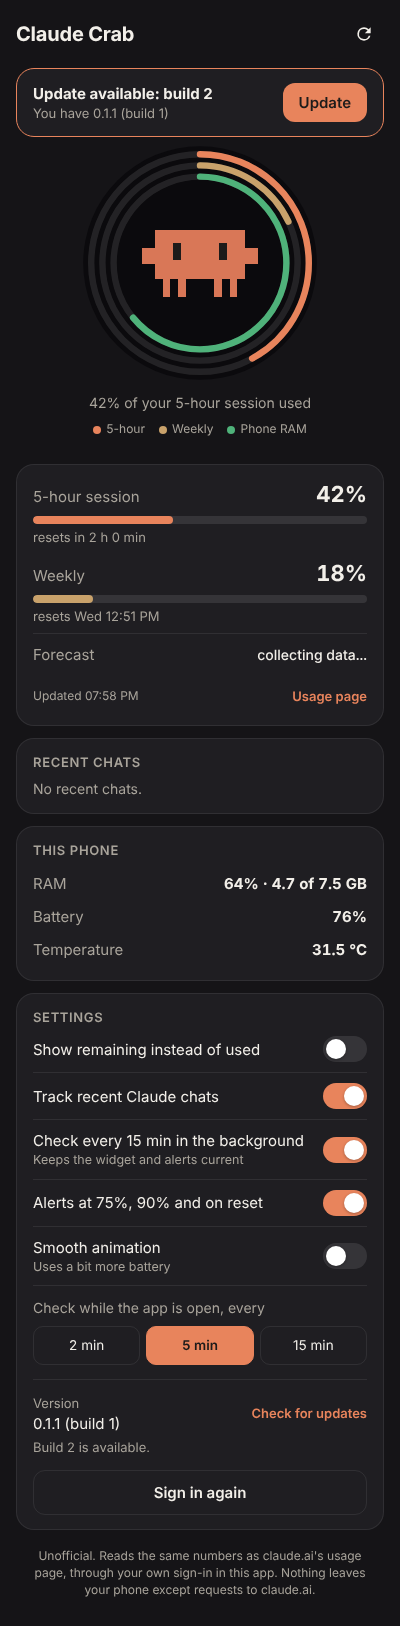 Claude Crab
Update available: build 2
You have 0.1.1 (build 1)
Update
42% of your 5-hour session used
5-hour
Weekly
Phone RAM
5-hour session
42%
resets in 2 h 0 min
Weekly
18%
resets Wed 12:51 PM
Forecast
collecting data...
Updated 07:58 PM
Usage page
RECENT CHATS
No recent chats.
THIS PHONE
RAM
64% · 4.7 of 7.5 GB
Battery
76%
Temperature
31.5 °C
SETTINGS
Show remaining instead of used
Track recent Claude chats
Check every 15 min in the background
Keeps the widget and alerts current
Alerts at 75%, 90% and on reset
Smooth animation
Uses a bit more battery
Check while the app is open, every
2 min
5 min
15 min
Version
0.1.1 (build 1)
Check for updates
Build 2 is available.
Sign in again
Unofficial. Reads the same numbers as claude.ai's usage
page, through your own sign-in in this app. Nothing leaves
your phone except requests to claude.ai.